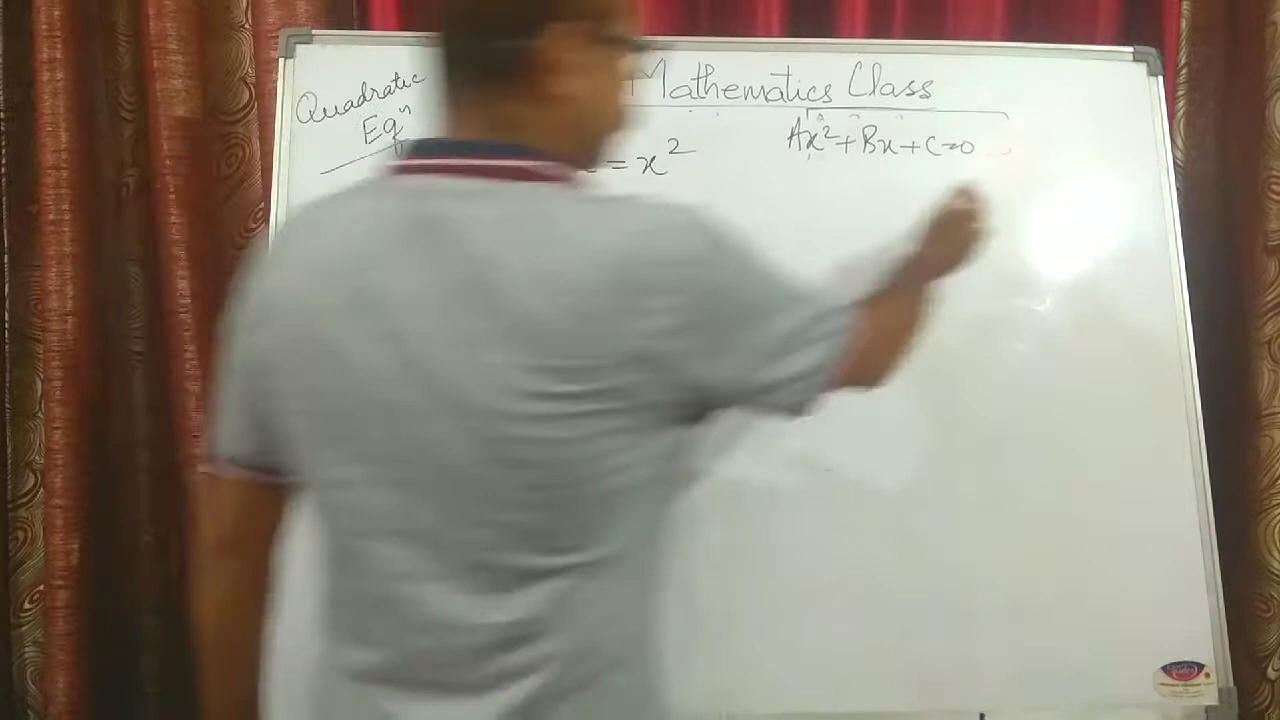 Mathematics Class
Quadratic
Eqⁿ
= x²
Ax²+Bx+C=0